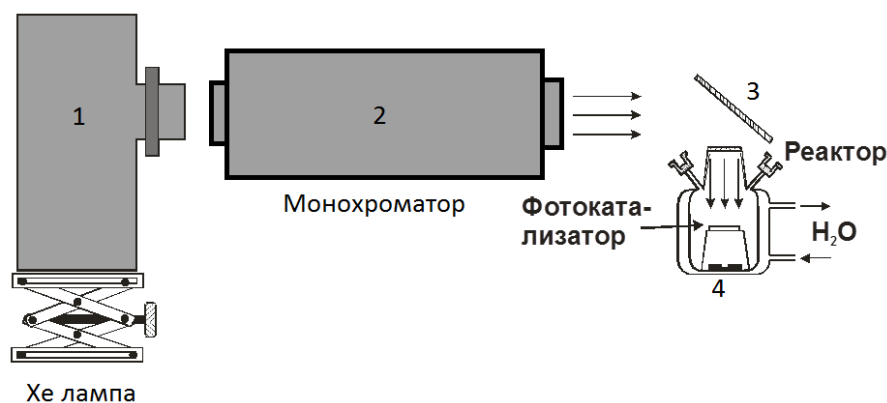 1
2
3
Реактор
Монохроматор
Фотоката-
лизатор
H₂O
4
Xe лампа